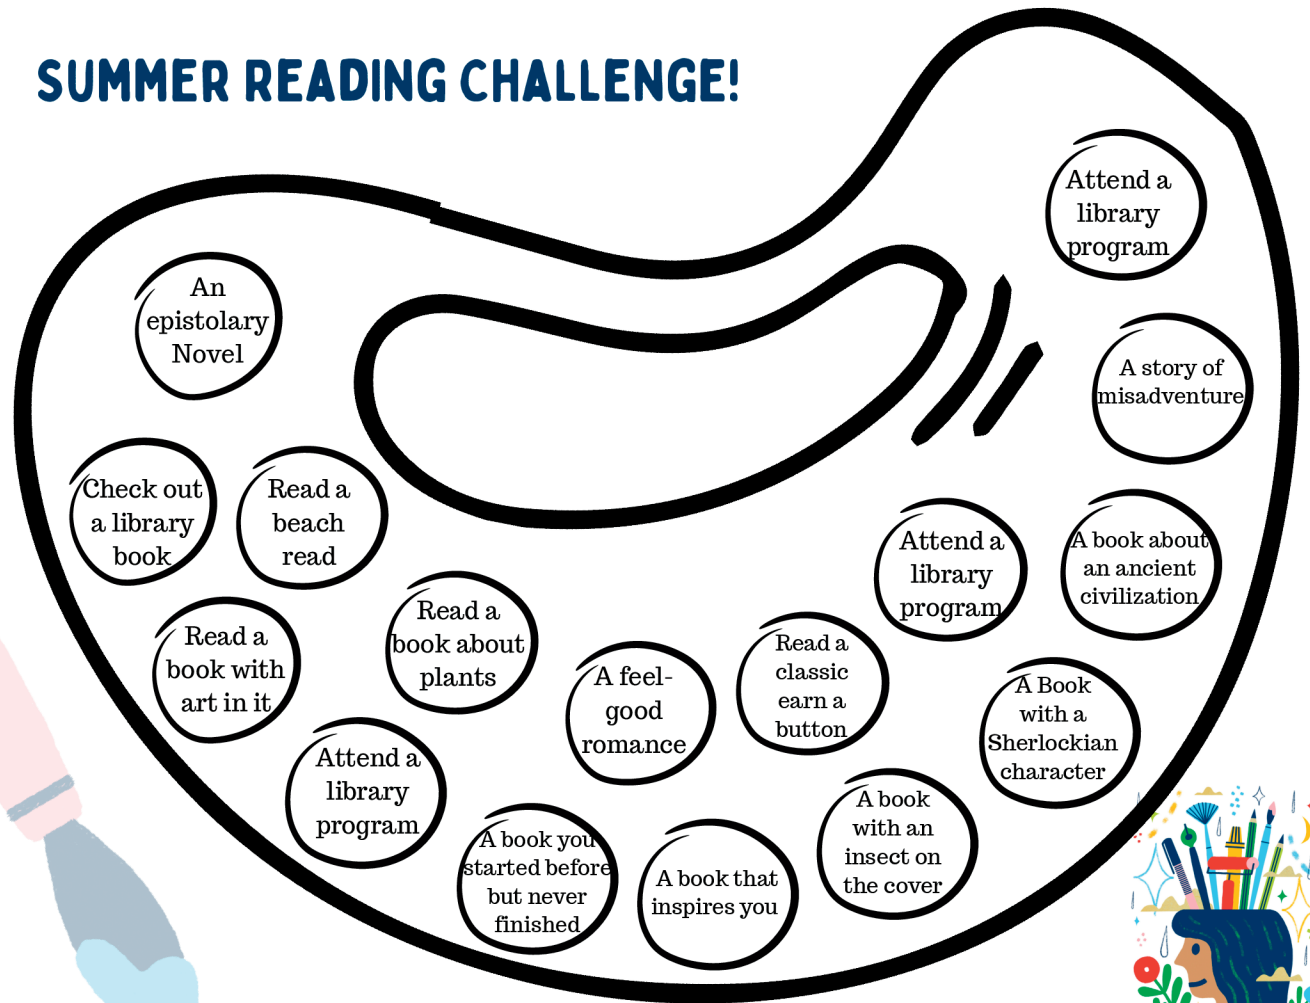 SUMMER READING CHALLENGE!
Attend a
library
program
An
epistolary
Novel
A story of
misadventure
Check out
a library
book
Read a
beach
read
Attend a
library
program
A book about
an ancient
civilization
Read a
book with
art in it
Read a
book about
plants
A feel-
good
romance
Read a
classic
earn a
button
A Book
with a
Sherlockian
character
Attend a
library
program
A book you
started before
but never
finished
A book that
inspires you
A book
with an
insect on
the cover